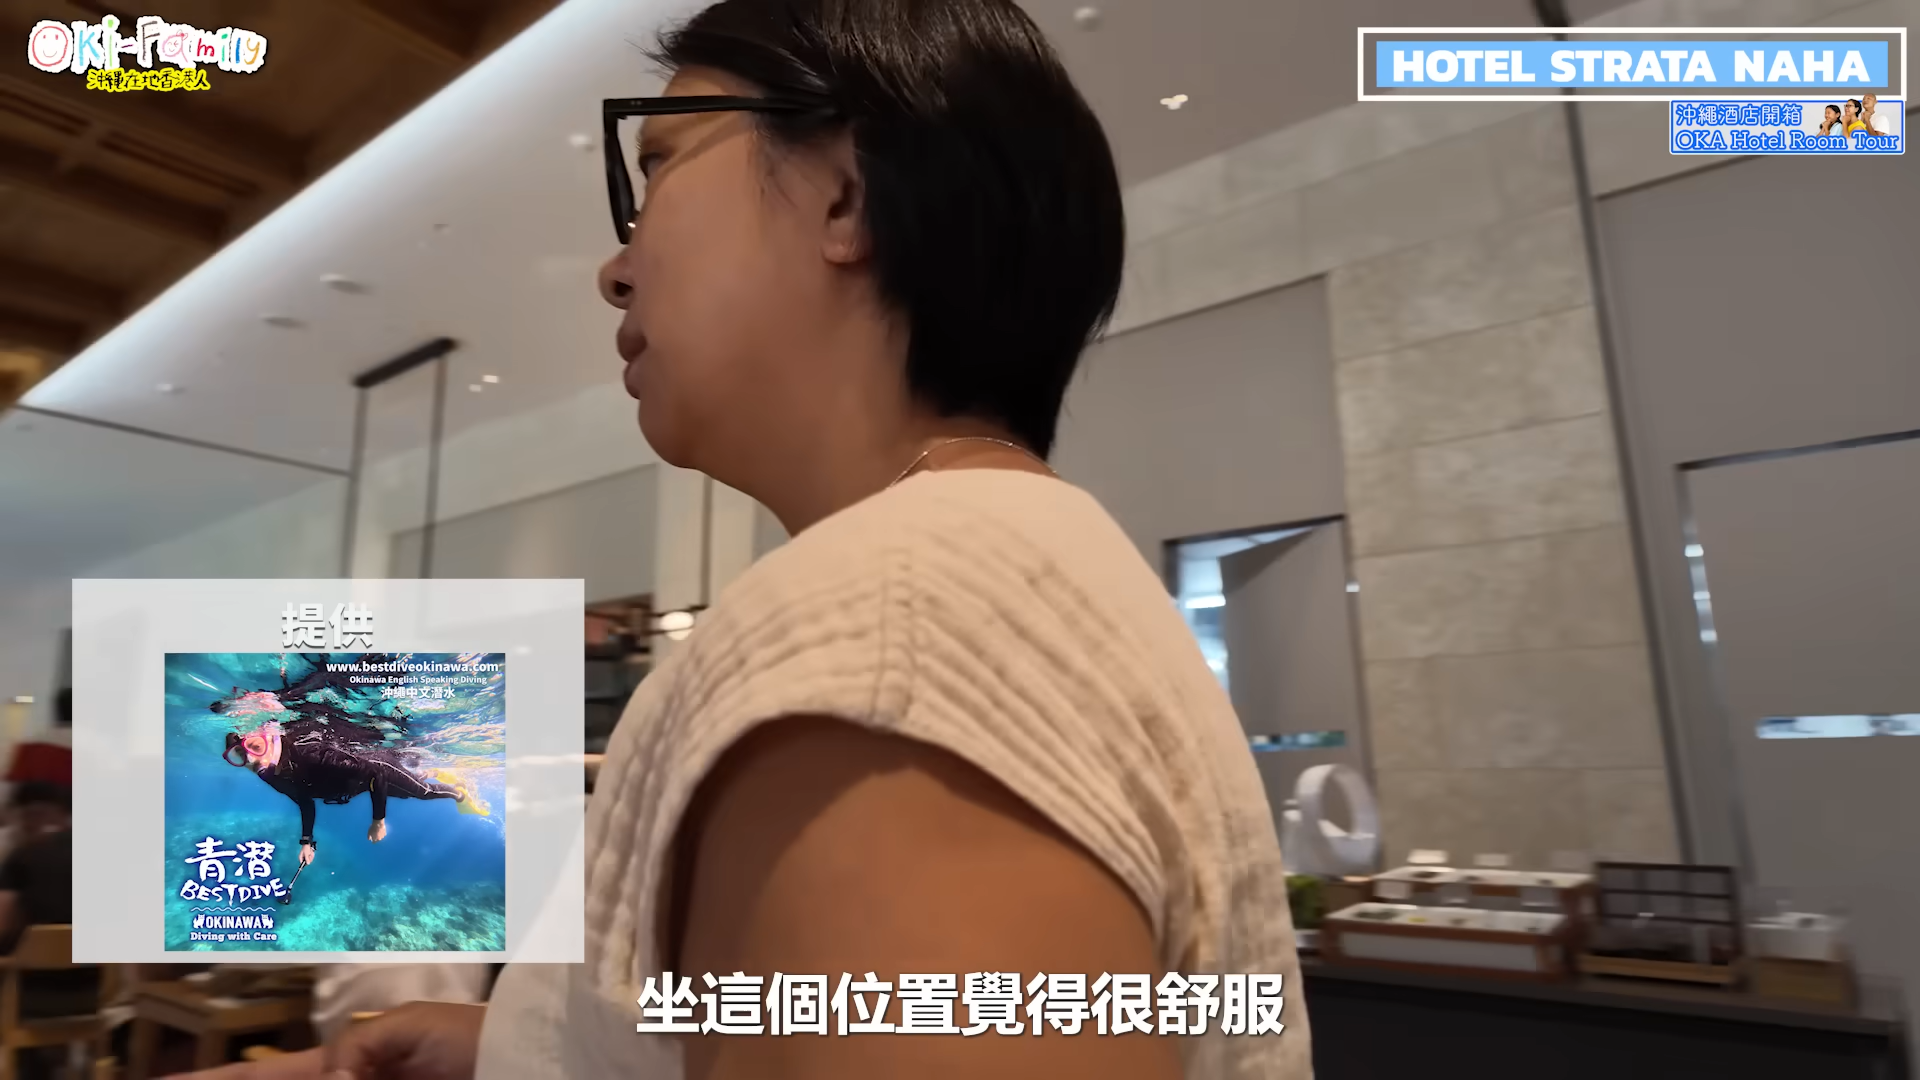 Oki-Family
沖繩在地香港人
HOTEL STRATA NAHA
沖繩酒店開箱
OKA Hotel Room Tour
提供
www.bestdiveokinawa.com
Okinawa English Speaking Diving
沖繩中文潛水
青潛
BESTDIVE
OKINAWA
Diving with Care
坐這個位置覺得很舒服